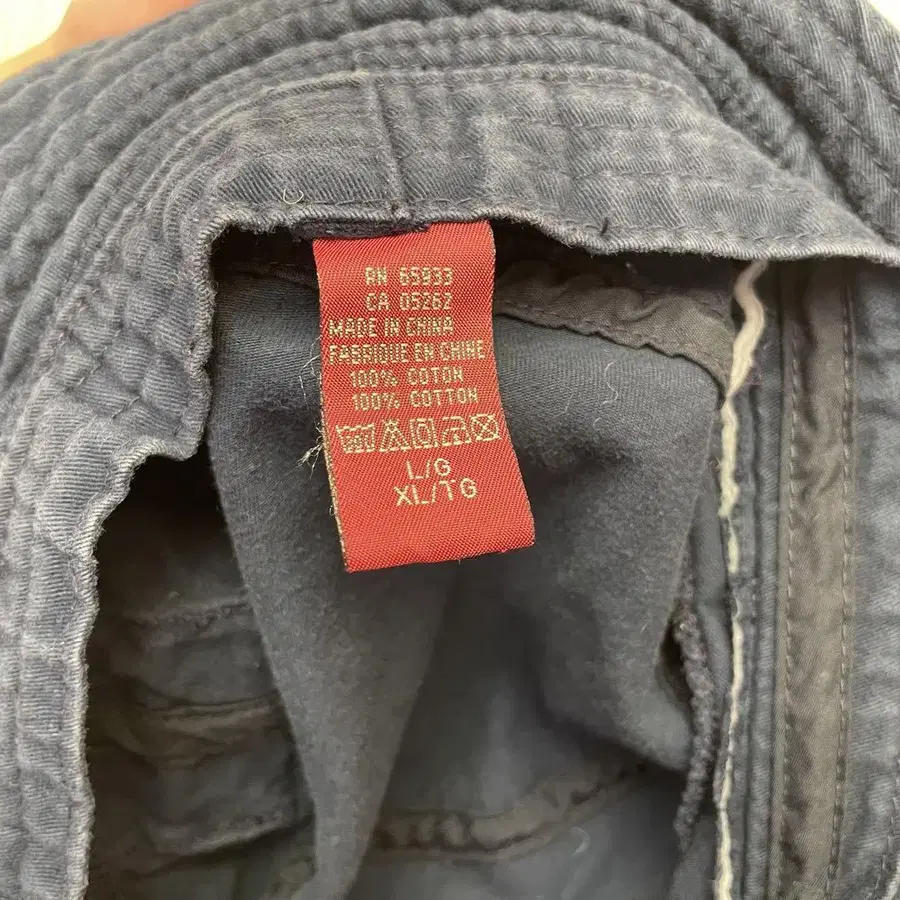 RN 65933
CA 05262
MADE IN CHINA
FABRIQUE EN CHINE
100% COTON
100% COTTON
L/G
XL/TG